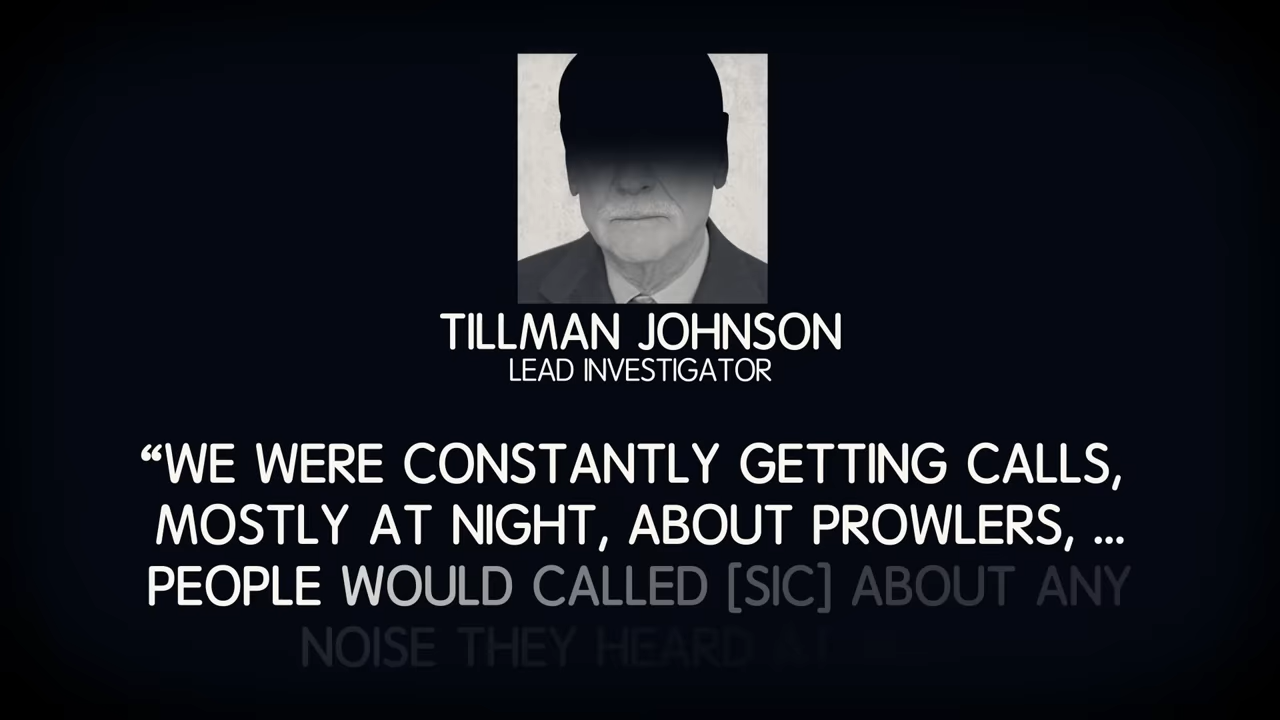 TILLMAN JOHNSON
LEAD INVESTIGATOR
“WE WERE CONSTANTLY GETTING CALLS,
MOSTLY AT NIGHT, ABOUT PROWLERS, ...
PEOPLE WOULD CALLED [SIC] ABOUT ANY
NOISE THEY HEARD